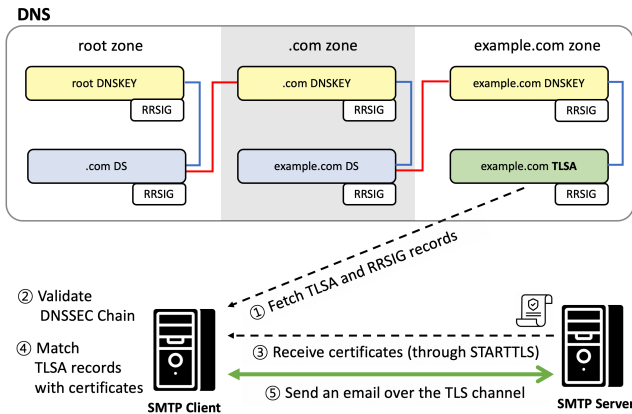 DNS
root zone
.com zone
example.com zone
root DNSKEY
RRSIG
.com DNSKEY
RRSIG
example.com DNSKEY
RRSIG
.com DS
RRSIG
example.com DS
RRSIG
example.com TLSA
RRSIG
① Fetch TLSA and RRSIG records
② Validate
DNSSEC Chain
④ Match
TLSA records
with certificates
③ Receive certificates (through STARTTLS)
⑤ Send an email over the TLS channel
SMTP Client
SMTP Server